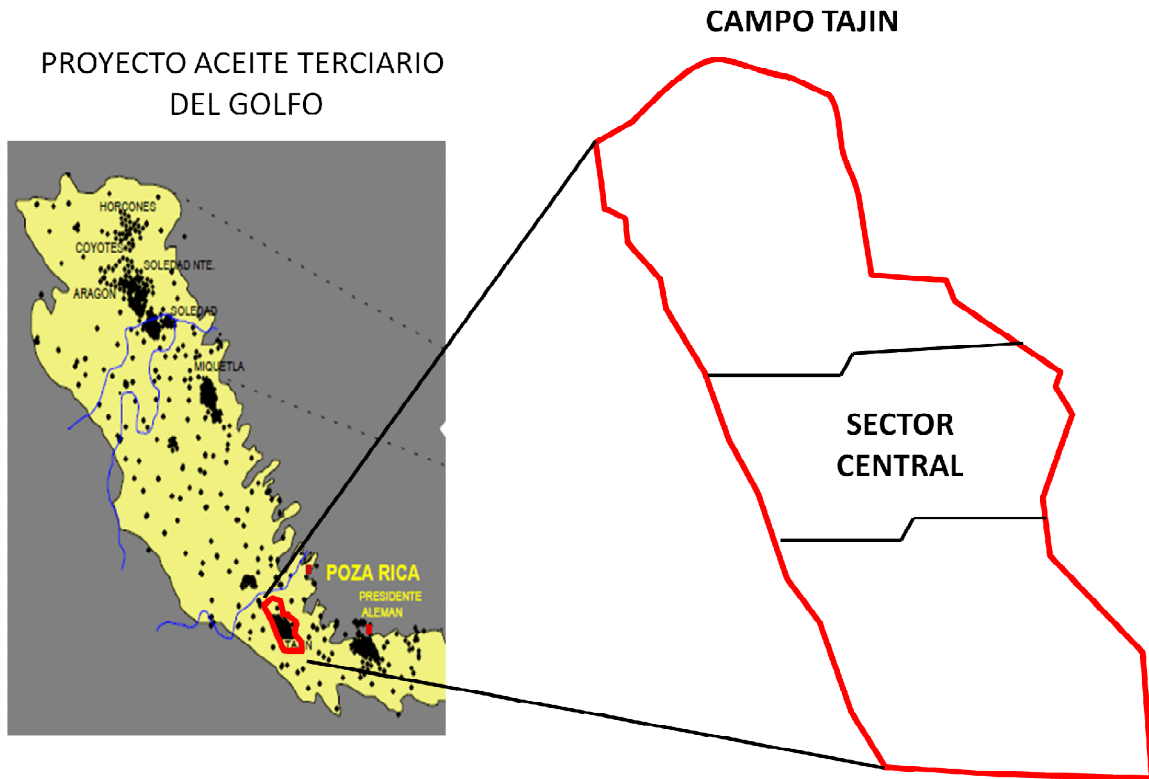 PROYECTO ACEITE TERCIARIO
DEL GOLFO
CAMPO TAJIN
HORCONES
COYOTES
SOLEDAD NTE.
ARAGON
SOLEDAD
MIQUETLA
POZA RICA
PRESIDENTE
ALEMAN
SECTOR
CENTRAL